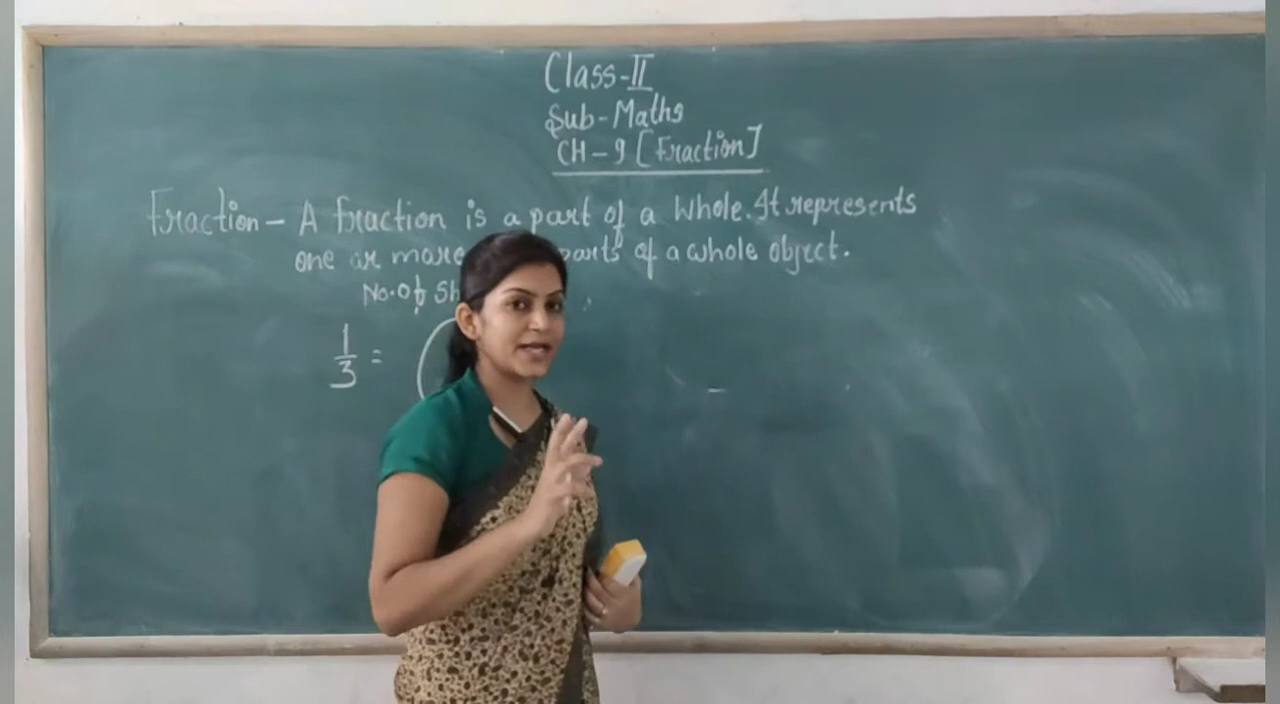 Class-II
Sub-Maths
CH-9 [Fraction]
Fraction- A fraction is a part of a whole. It represents
one or more parts of a whole object.
No. Of
1/3 =